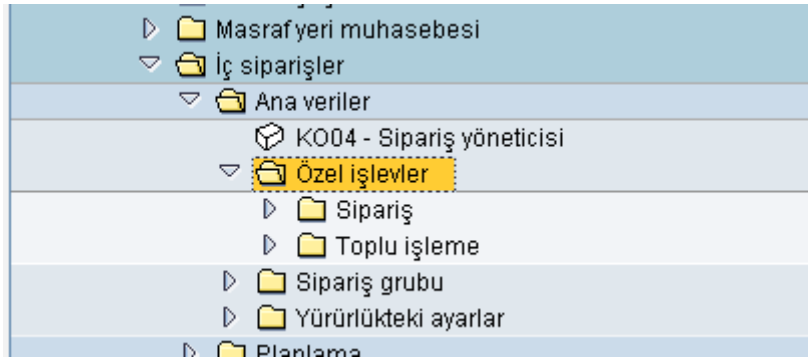 Masraf yeri muhasebesi
İç siparişler
Ana veriler
KO04 - Sipariş yöneticisi
Özel işlevler
Sipariş
Toplu işleme
Sipariş grubu
Yürürlükteki ayarlar
Planlama